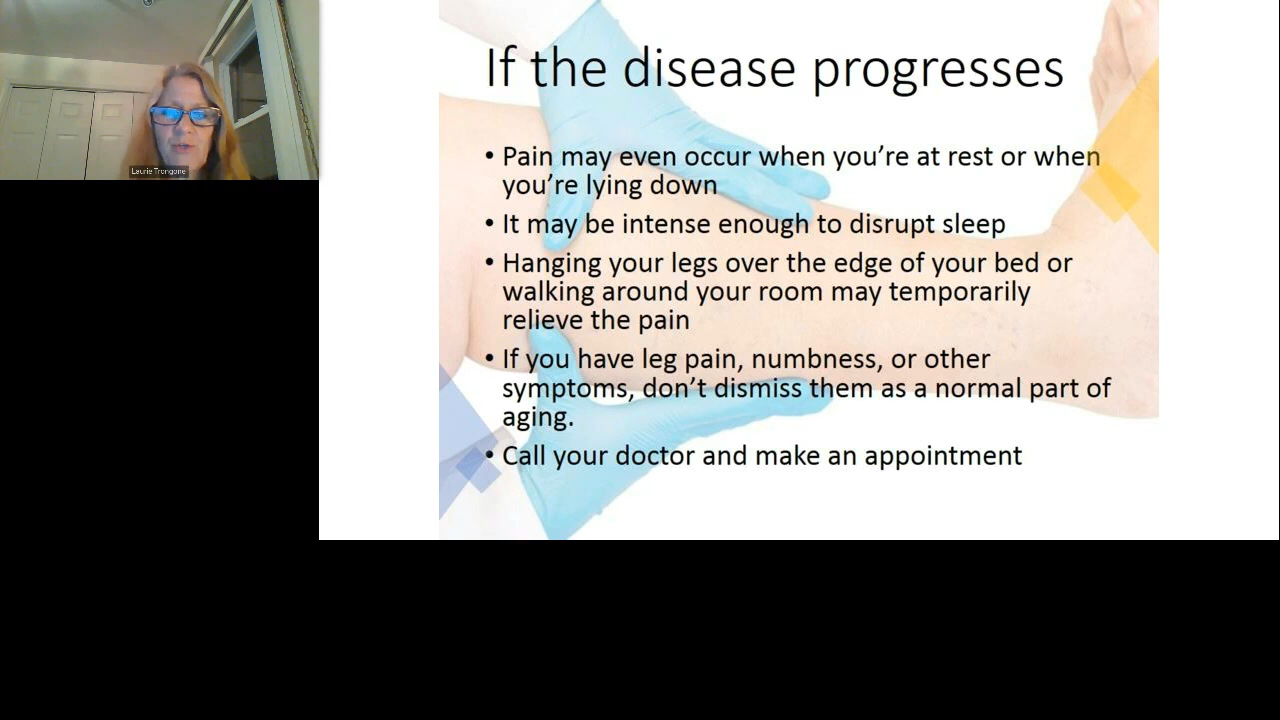 Laurie Trongone
If the disease progresses
• Pain may even occur when you’re at rest or when
you’re lying down
• It may be intense enough to disrupt sleep
• Hanging your legs over the edge of your bed or
walking around your room may temporarily
relieve the pain
• If you have leg pain, numbness, or other
symptoms, don’t dismiss them as a normal part of
aging.
• Call your doctor and make an appointment